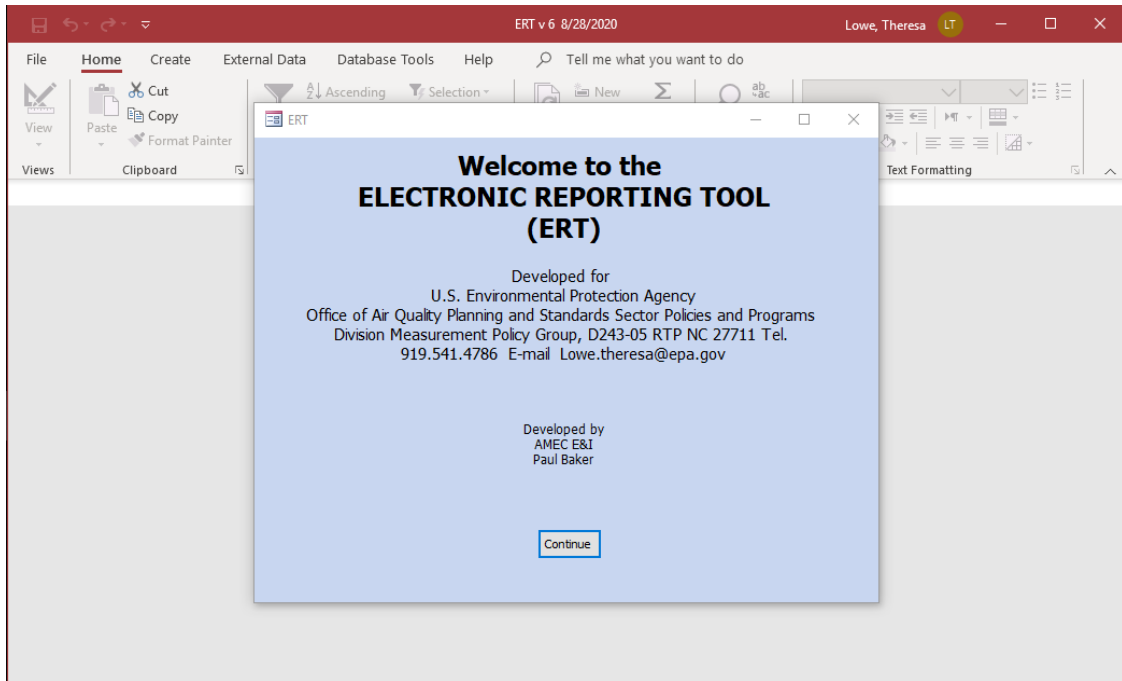 ERT v 6 8/28/2020
Lowe, Theresa LT
File Home Create External Data Database Tools Help Tell me what you want to do
View
Paste
Cut
Copy
Format Painter
Ascending
Selection
New
Views
Clipboard
Text Formatting
ERT
Welcome to the
ELECTRONIC REPORTING TOOL
(ERT)
Developed for
U.S. Environmental Protection Agency
Office of Air Quality Planning and Standards Sector Policies and Programs
Division Measurement Policy Group, D243-05 RTP NC 27711 Tel.
919.541.4786 E-mail Lowe.theresa@epa.gov
Developed by
AMEC E&I
Paul Baker
Continue